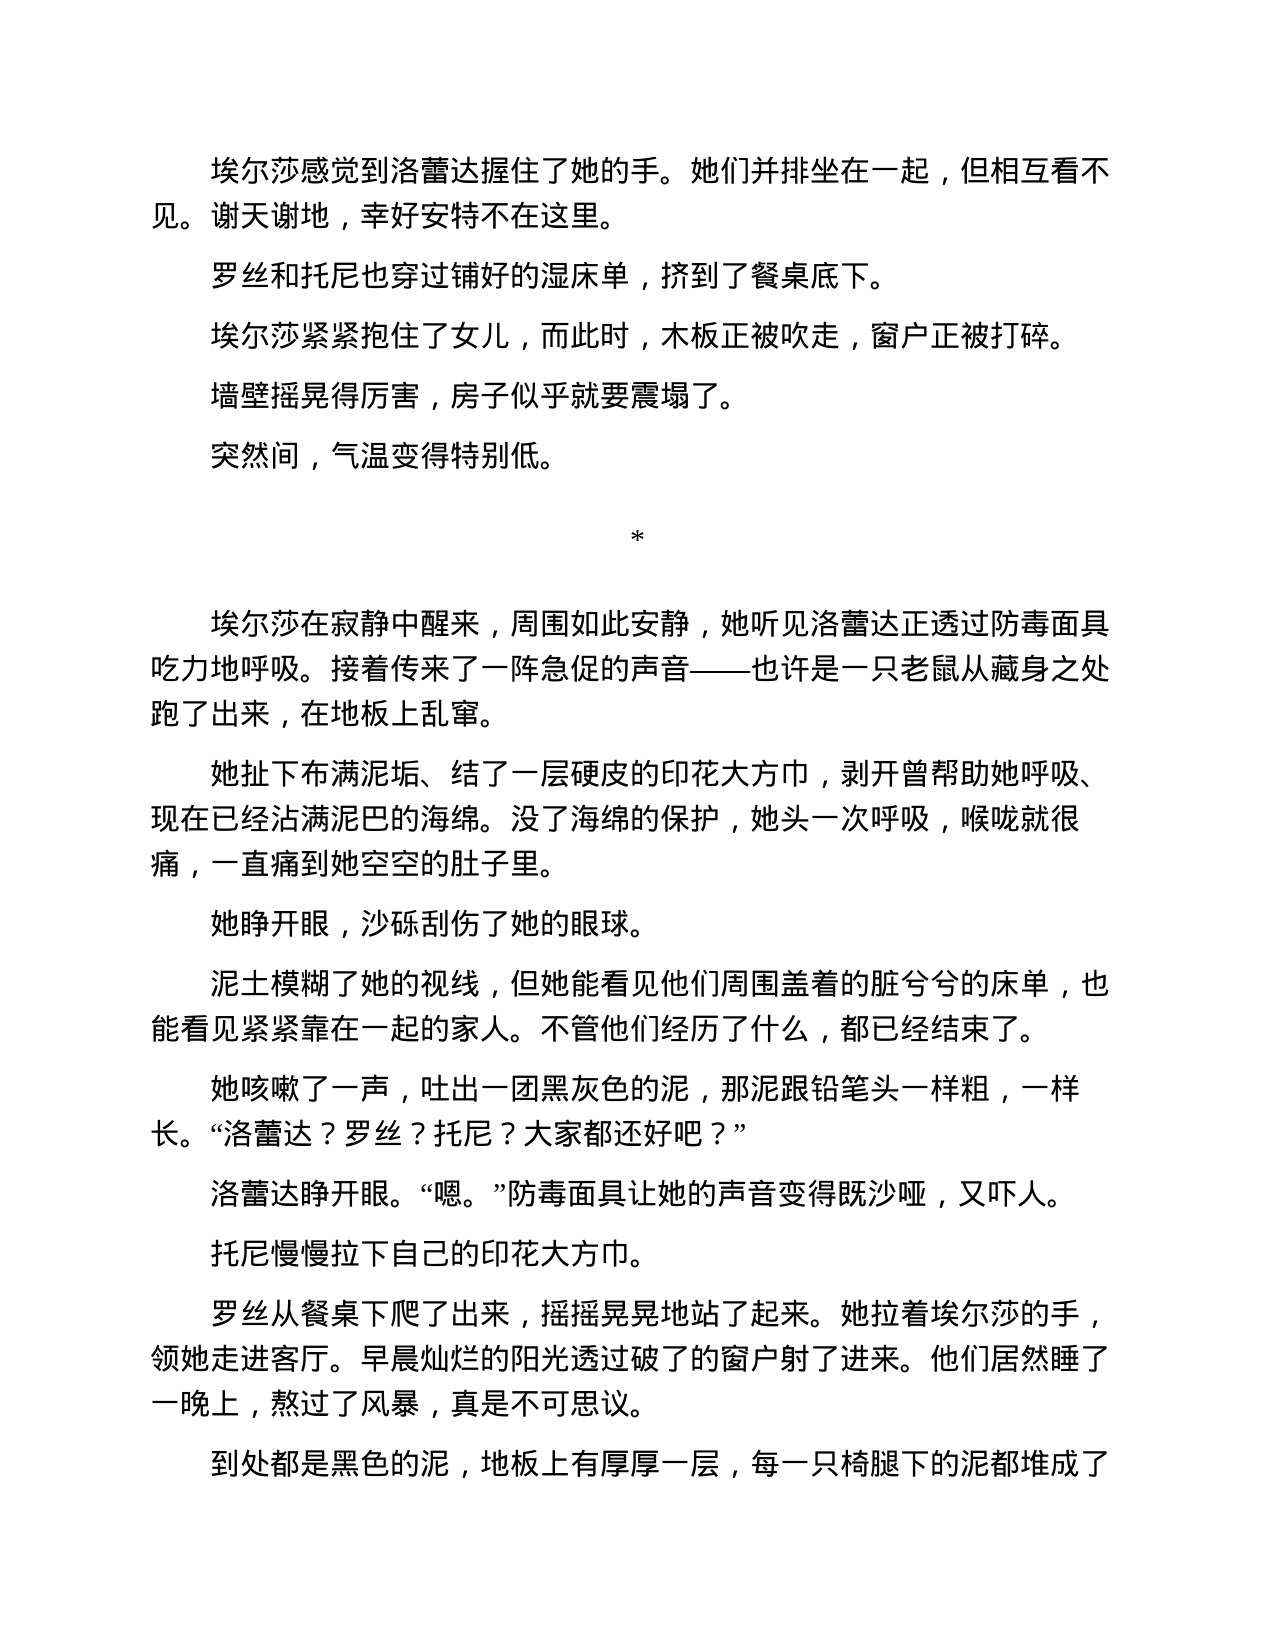 埃尔莎感觉到洛蕾达握住了她的手。她们并排坐在一起，但相互看不
见。谢天谢地，幸好安特不在这里。
罗丝和托尼也穿过铺好的湿床单，挤到了餐桌底下。
埃尔莎紧紧抱住了女儿，而此时，木板正被吹走，窗户正被打碎。
墙壁摇晃得厉害，房子似乎就要震塌了。
突然间，气温变得特别低。
*
埃尔莎在寂静中醒来，周围如此安静，她听见洛蕾达正透过防毒面具
吃力地呼吸。接着传来了一阵急促的声音——也许是一只老鼠从藏身之处
跑了出来，在地板上乱窜。
她扯下布满泥垢、结了一层硬皮的印花大方巾，剥开曾帮助她呼吸、
现在已经沾满泥巴的海绵。没了海绵的保护，她头一次呼吸，喉咙就很
痛，一直痛到她空空的肚子里。
她睁开眼，沙砾刮伤了她的眼球。
泥土模糊了她的视线，但她能看见他们周围盖着的脏兮兮的床单，也
能看见紧紧靠在一起的家人。不管他们经历了什么，都已经结束了。
她咳嗽了一声，吐出一团黑灰色的泥，那泥跟铅笔头一样粗，一样
长。“洛蕾达？罗丝？托尼？大家都还好吧？”
洛蕾达睁开眼。“嗯。”防毒面具让她的声音变得既沙哑，又吓人。
托尼慢慢拉下自己的印花大方巾。
罗丝从餐桌下爬了出来，摇摇晃晃地站了起来。她拉着埃尔莎的手，
领她走进客厅。早晨灿烂的阳光透过破了的窗户射了进来。他们居然睡了
一晚上，熬过了风暴，真是不可思议。
到处都是黑色的泥，地板上有厚厚一层，每一只椅腿下的泥都堆成了